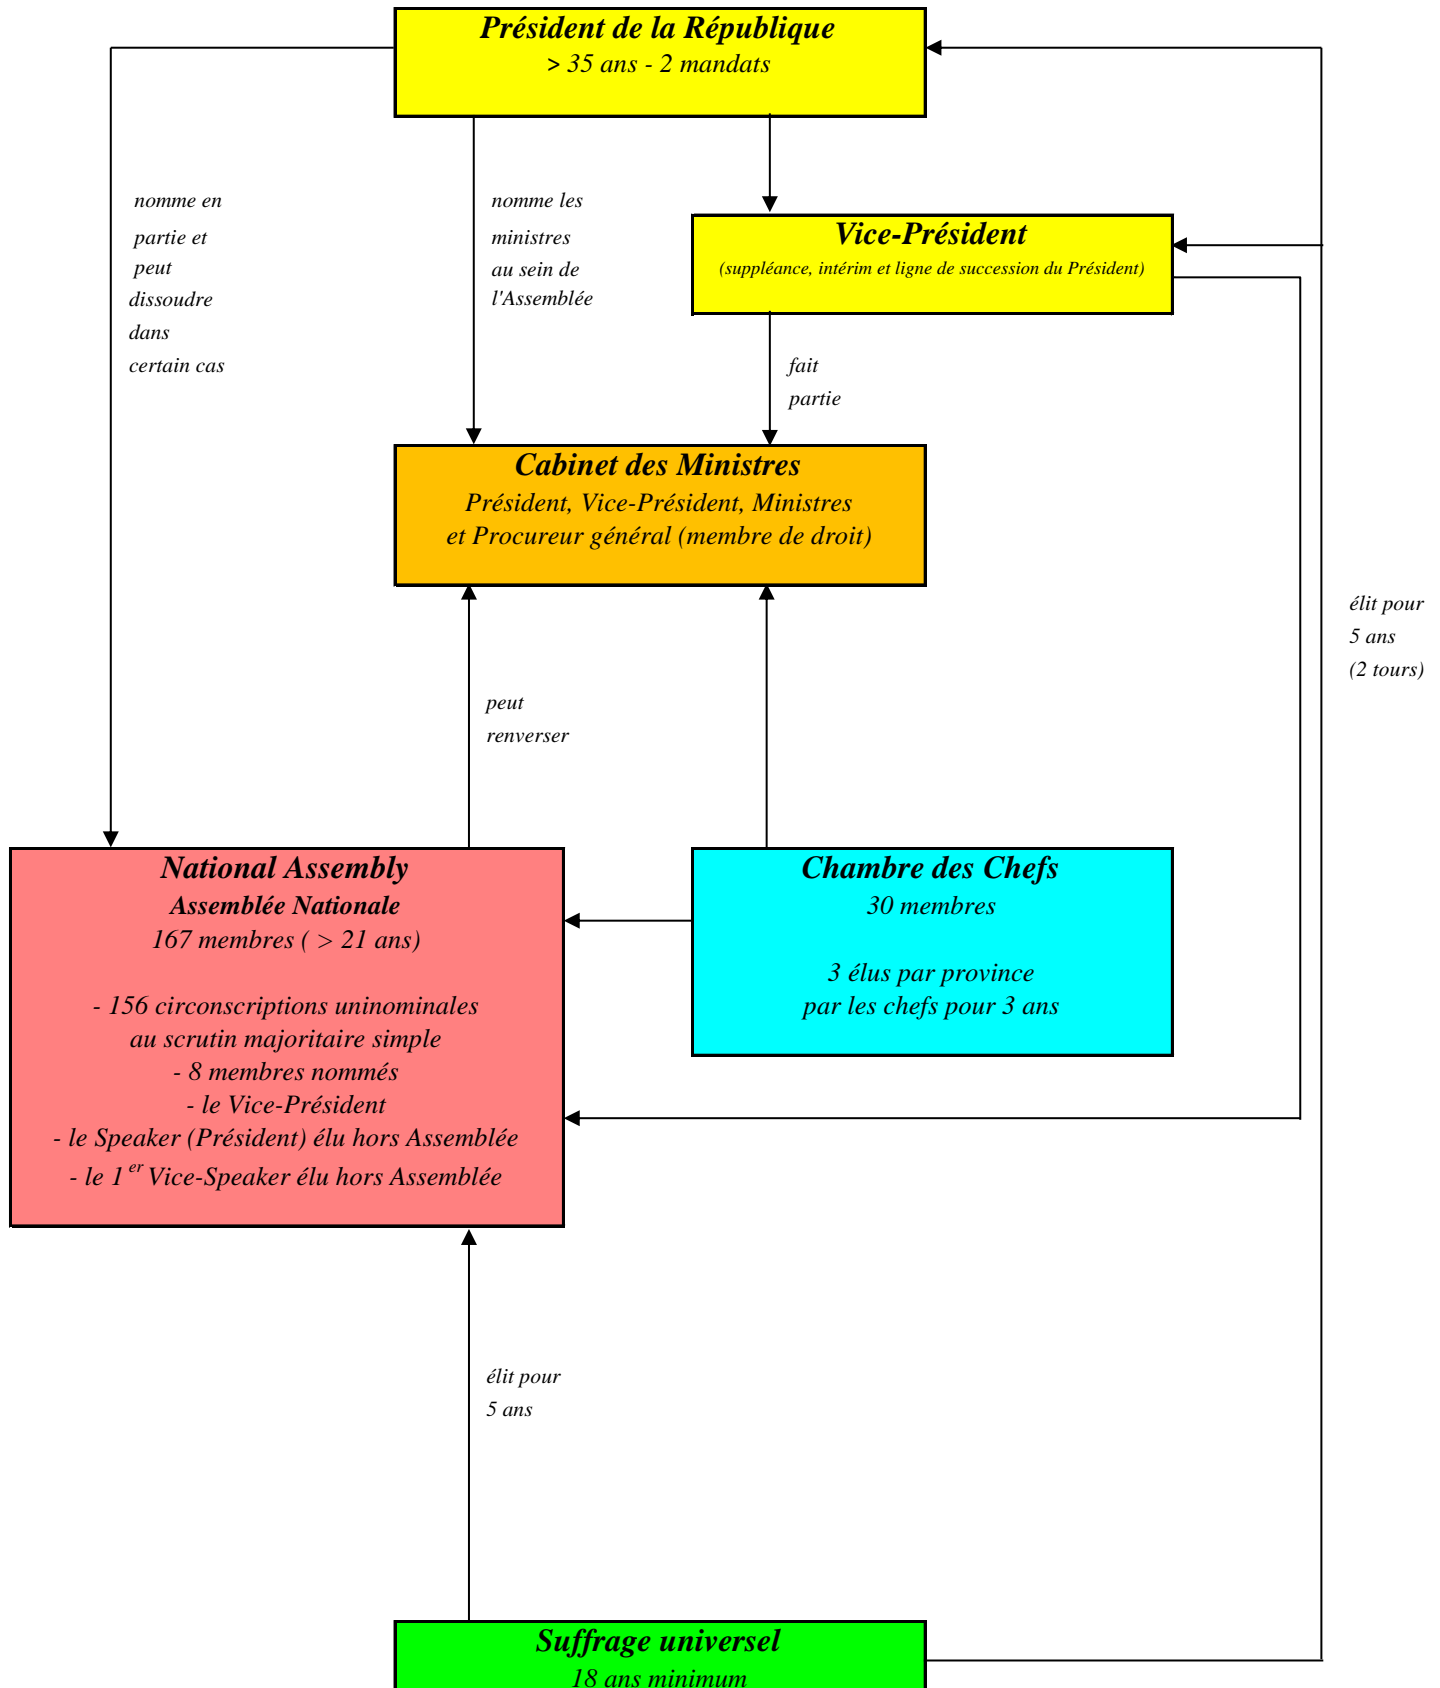 Président de la République
> 35 ans - 2 mandats
nomme en
partie et
peut
dissoudre
dans
certain cas
nomme les
ministres
au sein de
l'Assemblée
Vice-Président
(suppléance, intérim et ligne de succession du Président)
fait
partie
Cabinet des Ministres
Président, Vice-Président, Ministres
et Procureur général (membre de droit)
élit pour
5 ans
(2 tours)
peut
renverser
National Assembly
Assemblée Nationale
167 membres ( > 21 ans)
- 156 circonscriptions uninominales
au scrutin majoritaire simple
- 8 membres nommés
- le Vice-Président
- le Speaker (Président) élu hors Assemblée
- le 1er Vice-Speaker élu hors Assemblée
Chambre des Chefs
30 membres
3 élus par province
par les chefs pour 3 ans
élit pour
5 ans
Suffrage universel
18 ans minimum